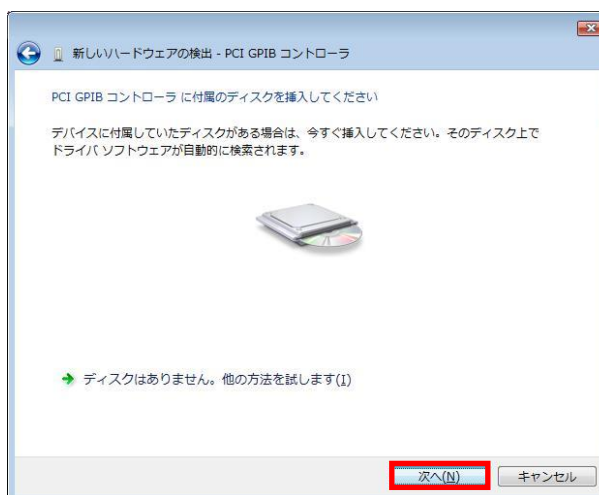 新しいハードウェアの検出 - PCI GPIB コントローラ
PCI GPIB コントローラ に付属のディスクを挿入してください
デバイスに付属していたディスクがある場合は、今すぐ挿入してください。そのディスク上で
ドライバ ソフトウェアが自動的に検索されます。
ディスクはありません。他の方法を試します(I)
次へ(N)
キャンセル